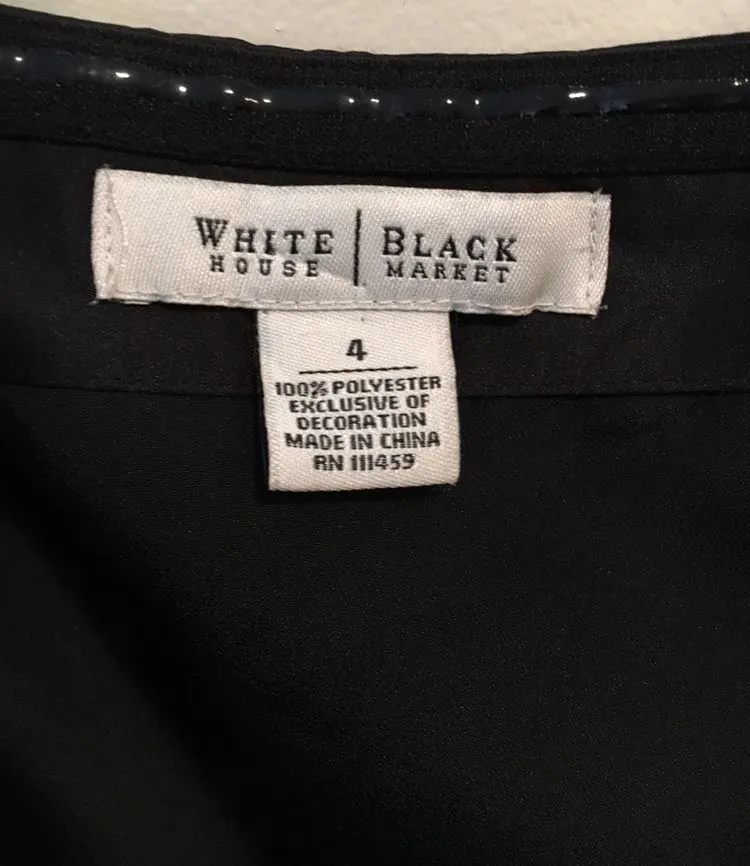 WHITE | BLACK
HOUSE | MARKET
4
100% POLYESTER
EXCLUSIVE OF
DECORATION
MADE IN CHINA
RN 111459